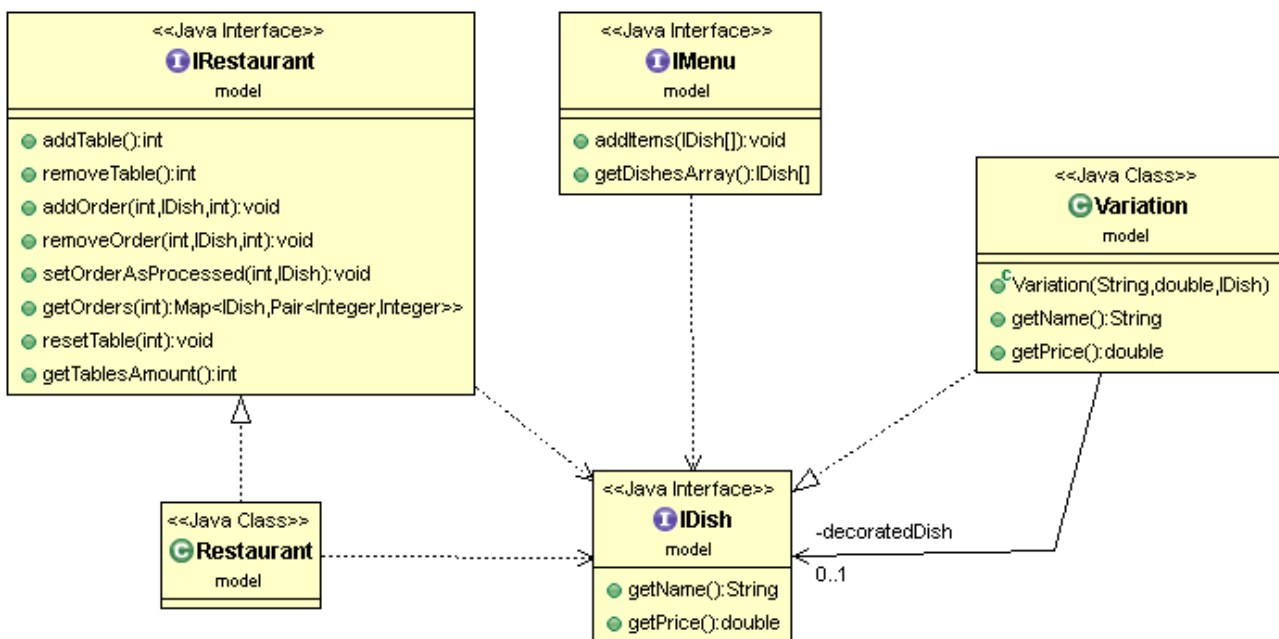 <<Java Interface>>
IRestaurant
model
addTable():int
removeTable():int
addOrder(int,IDish,int):void
removeOrder(int,IDish,int):void
setOrderAsProcessed(int,IDish):void
getOrders(int):Map<IDish,Pair<Integer,Integer>>
resetTable(int):void
getTablesAmount():int
<<Java Interface>>
IMenu
model
addItems(IDish[]):void
getDishesArray():IDish[]
<<Java Class>>
Variation
model
Variation(String,double,IDish)
getName():String
getPrice():double
<<Java Class>>
Restaurant
model
<<Java Interface>>
IDish
model
getName():String
getPrice():double
-decoratedDish
0..1